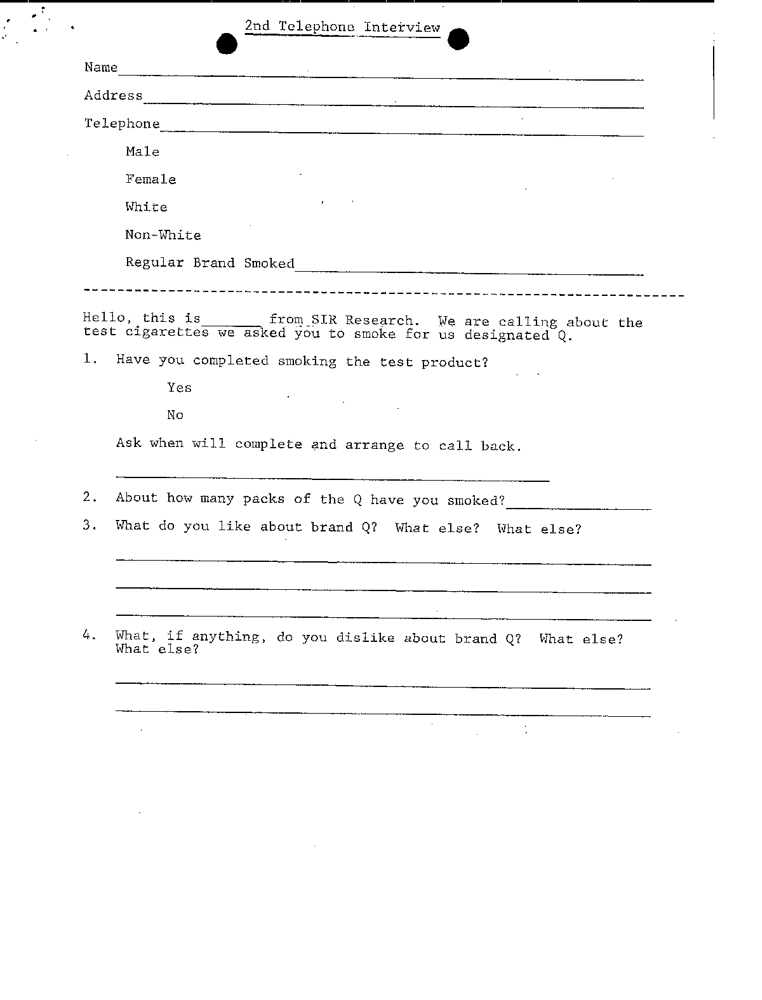 2nd Telephone Interview
Name
Address
Telephone
Male
Female
White
Non-White
Regular Brand Smoked
Hello, this is from SIR Research. We are calling about the
test cigarettes we asked you to smoke for us designated Q.
1. Have you completed smoking the test product?
Yes
No
Ask when will complete and arrange to call back.
2. About how many packs of the Q have you smoked?
3. What do you like about brand Q? What else? What else?
4. What, if anything, do you dislike about brand Q? What else?
What else?